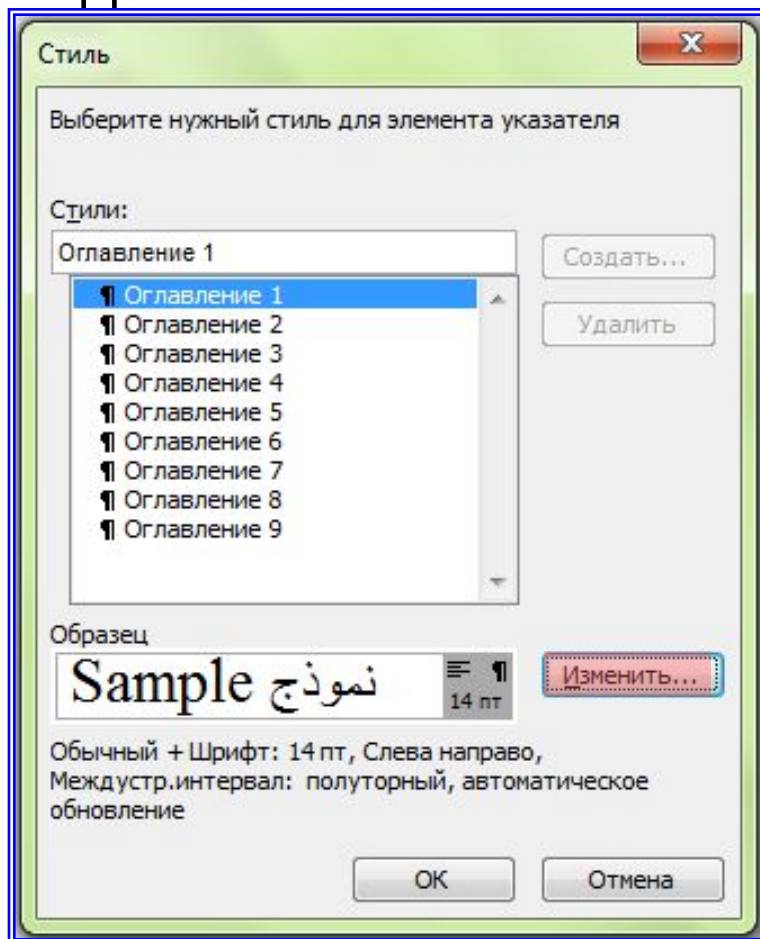 Стиль
Выберите нужный стиль для элемента указателя
Стили:
Оглавление 1
Создать...
¶ Оглавление 1
¶ Оглавление 2
Удалить
¶ Оглавление 3
¶ Оглавление 4
¶ Оглавление 5
¶ Оглавление 6
¶ Оглавление 7
¶ Оглавление 8
¶ Оглавление 9
Образец
Sample نموذج
¶
14 пт
Изменить...
Обычный + Шрифт: 14 пт, Слева направо,
Междустр.интервал: полуторный, автоматическое
обновление
ОК
Отмена